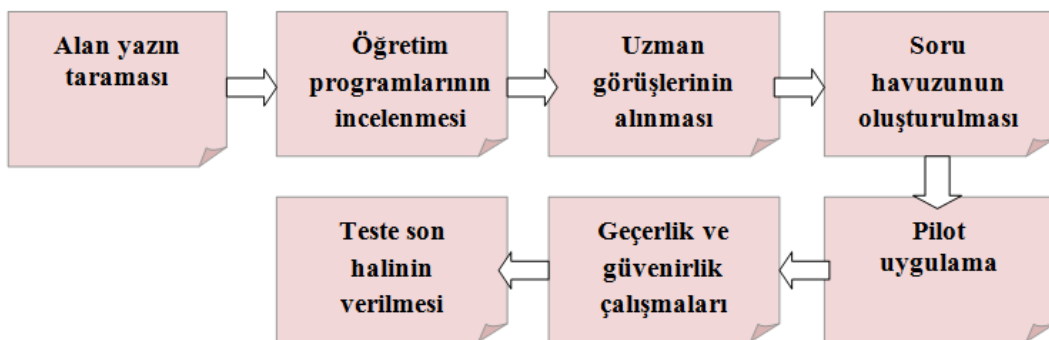 Alan yazın
taraması
Öğretim
programlarının
incelenmesi
Uzman
görüşlerinin
alınması
Soru
havuzunun
oluşturulması
Pilot
uygulama
Geçerlik ve
güvenirlik
çalışmaları
Teste son
halinin
verilmesi